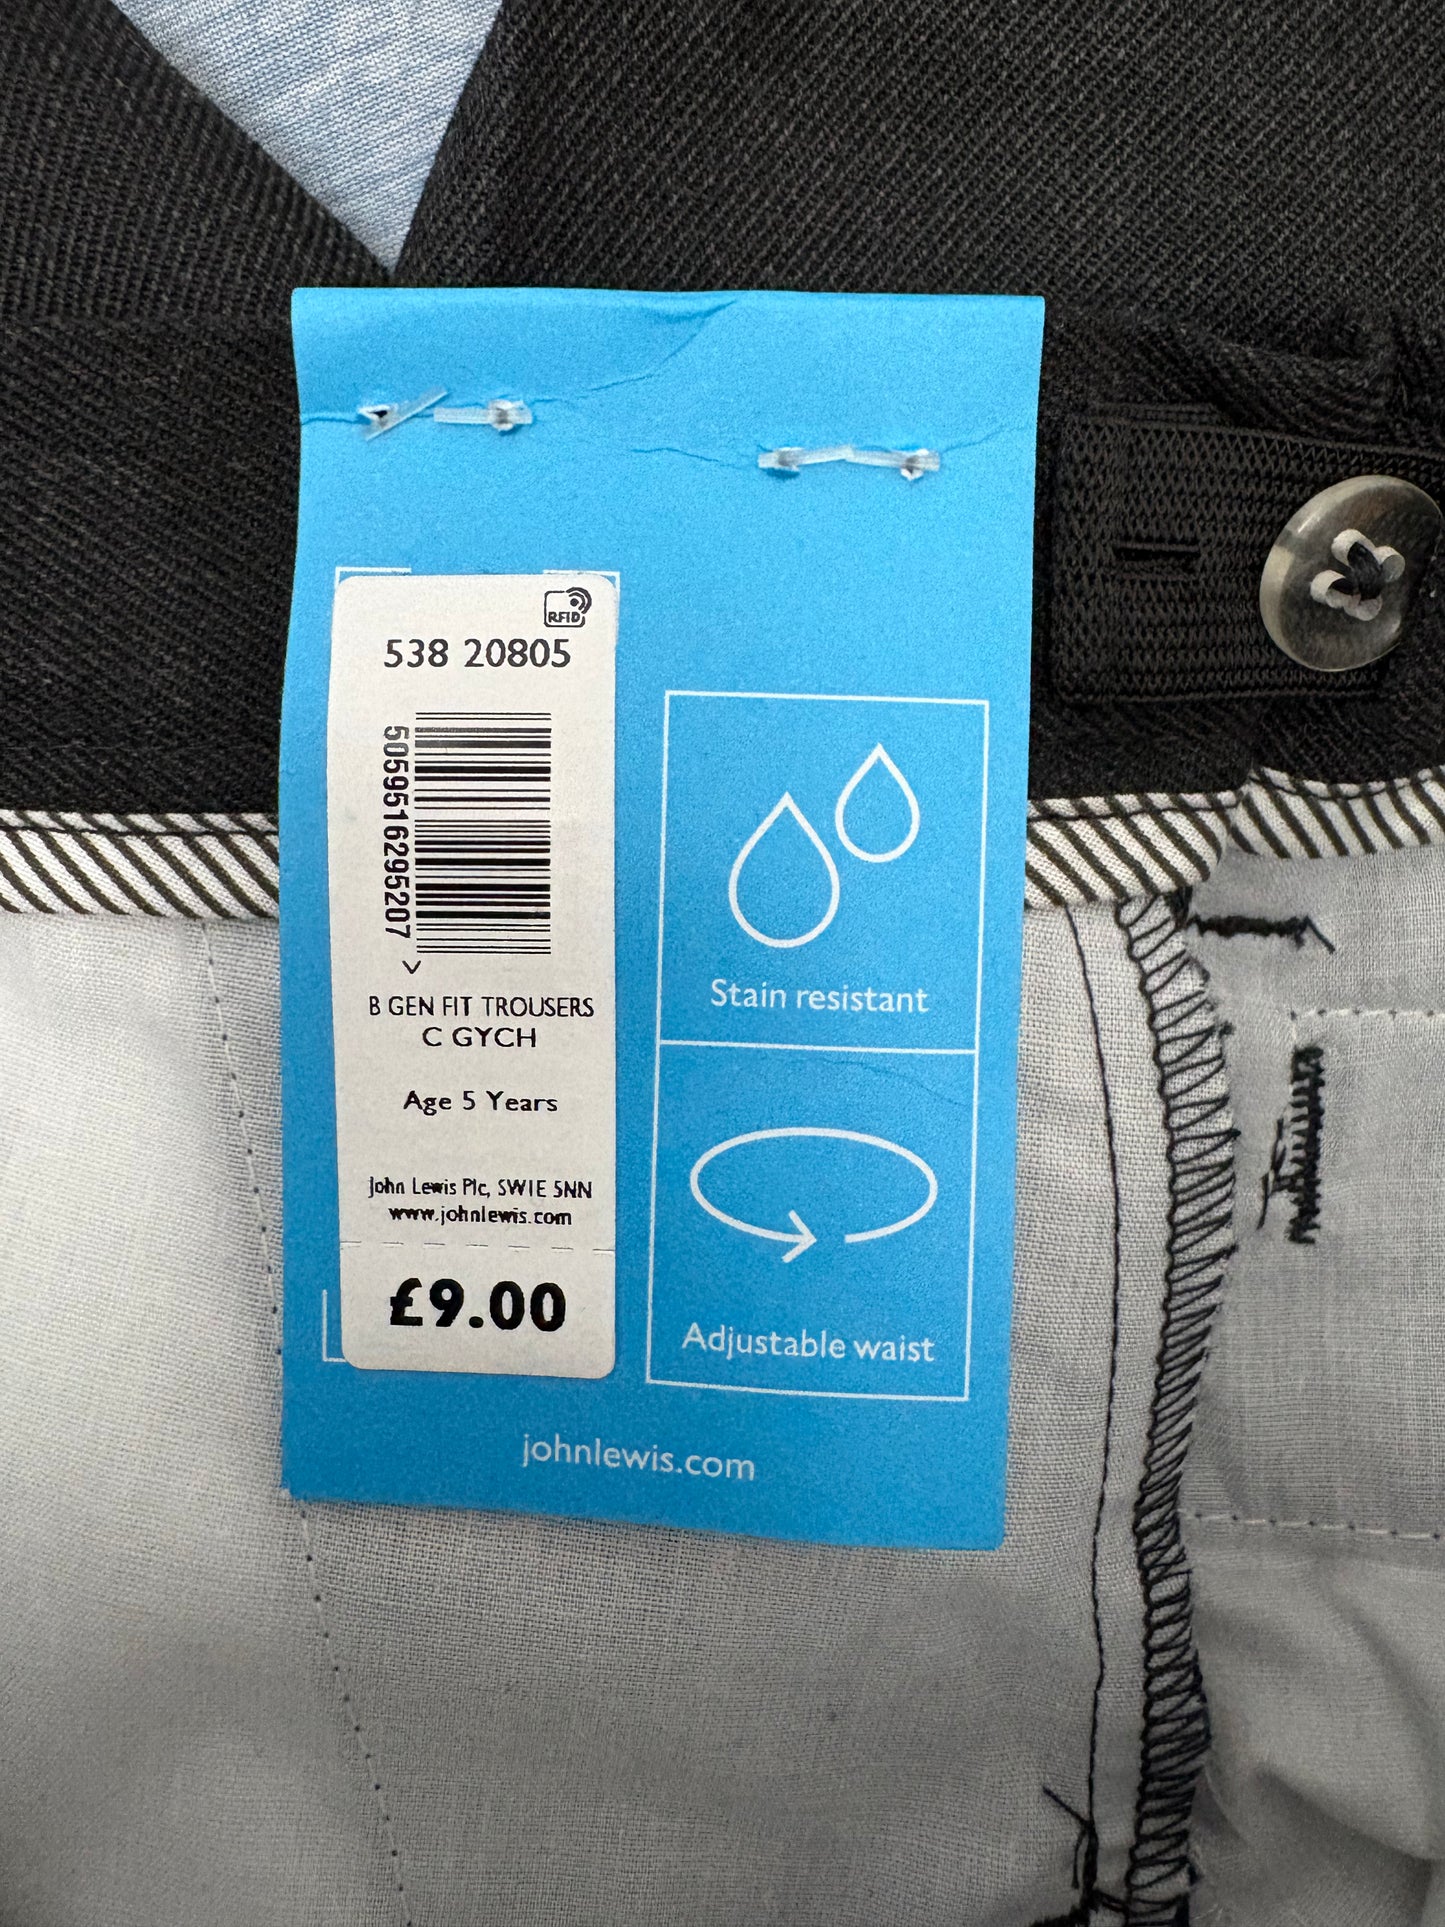 RFID
538 20805
5059516295207
>
B GEN FIT TROUSERS
C GYCH
Age 5 Years
John Lewis Plc, SW1E 5NN
www.johnlewis.com
£9.00
Stain resistant
Adjustable waist
johnlewis.com